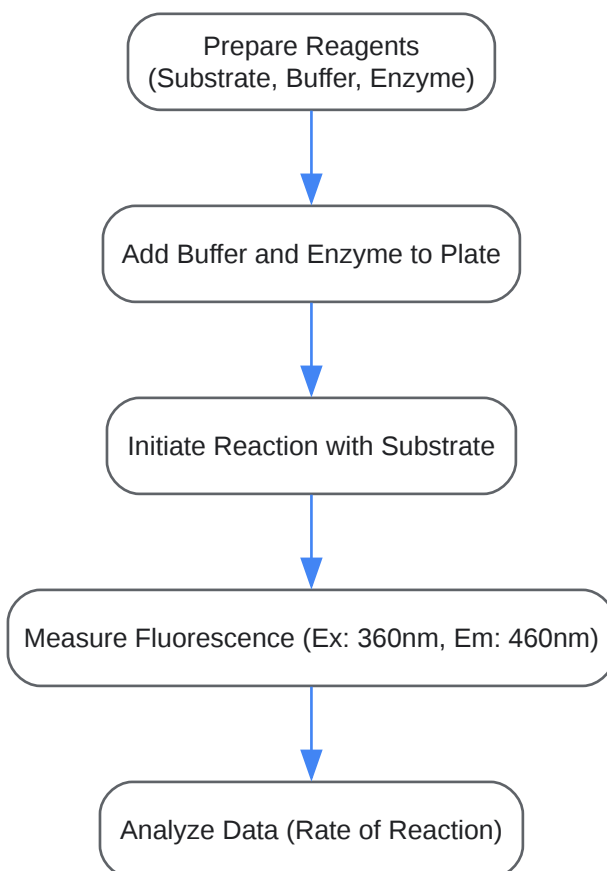 Prepare Reagents
(Substrate, Buffer, Enzyme)
Add Buffer and Enzyme to Plate
Initiate Reaction with Substrate
Measure Fluorescence (Ex: 360nm, Em: 460nm)
Analyze Data (Rate of Reaction)